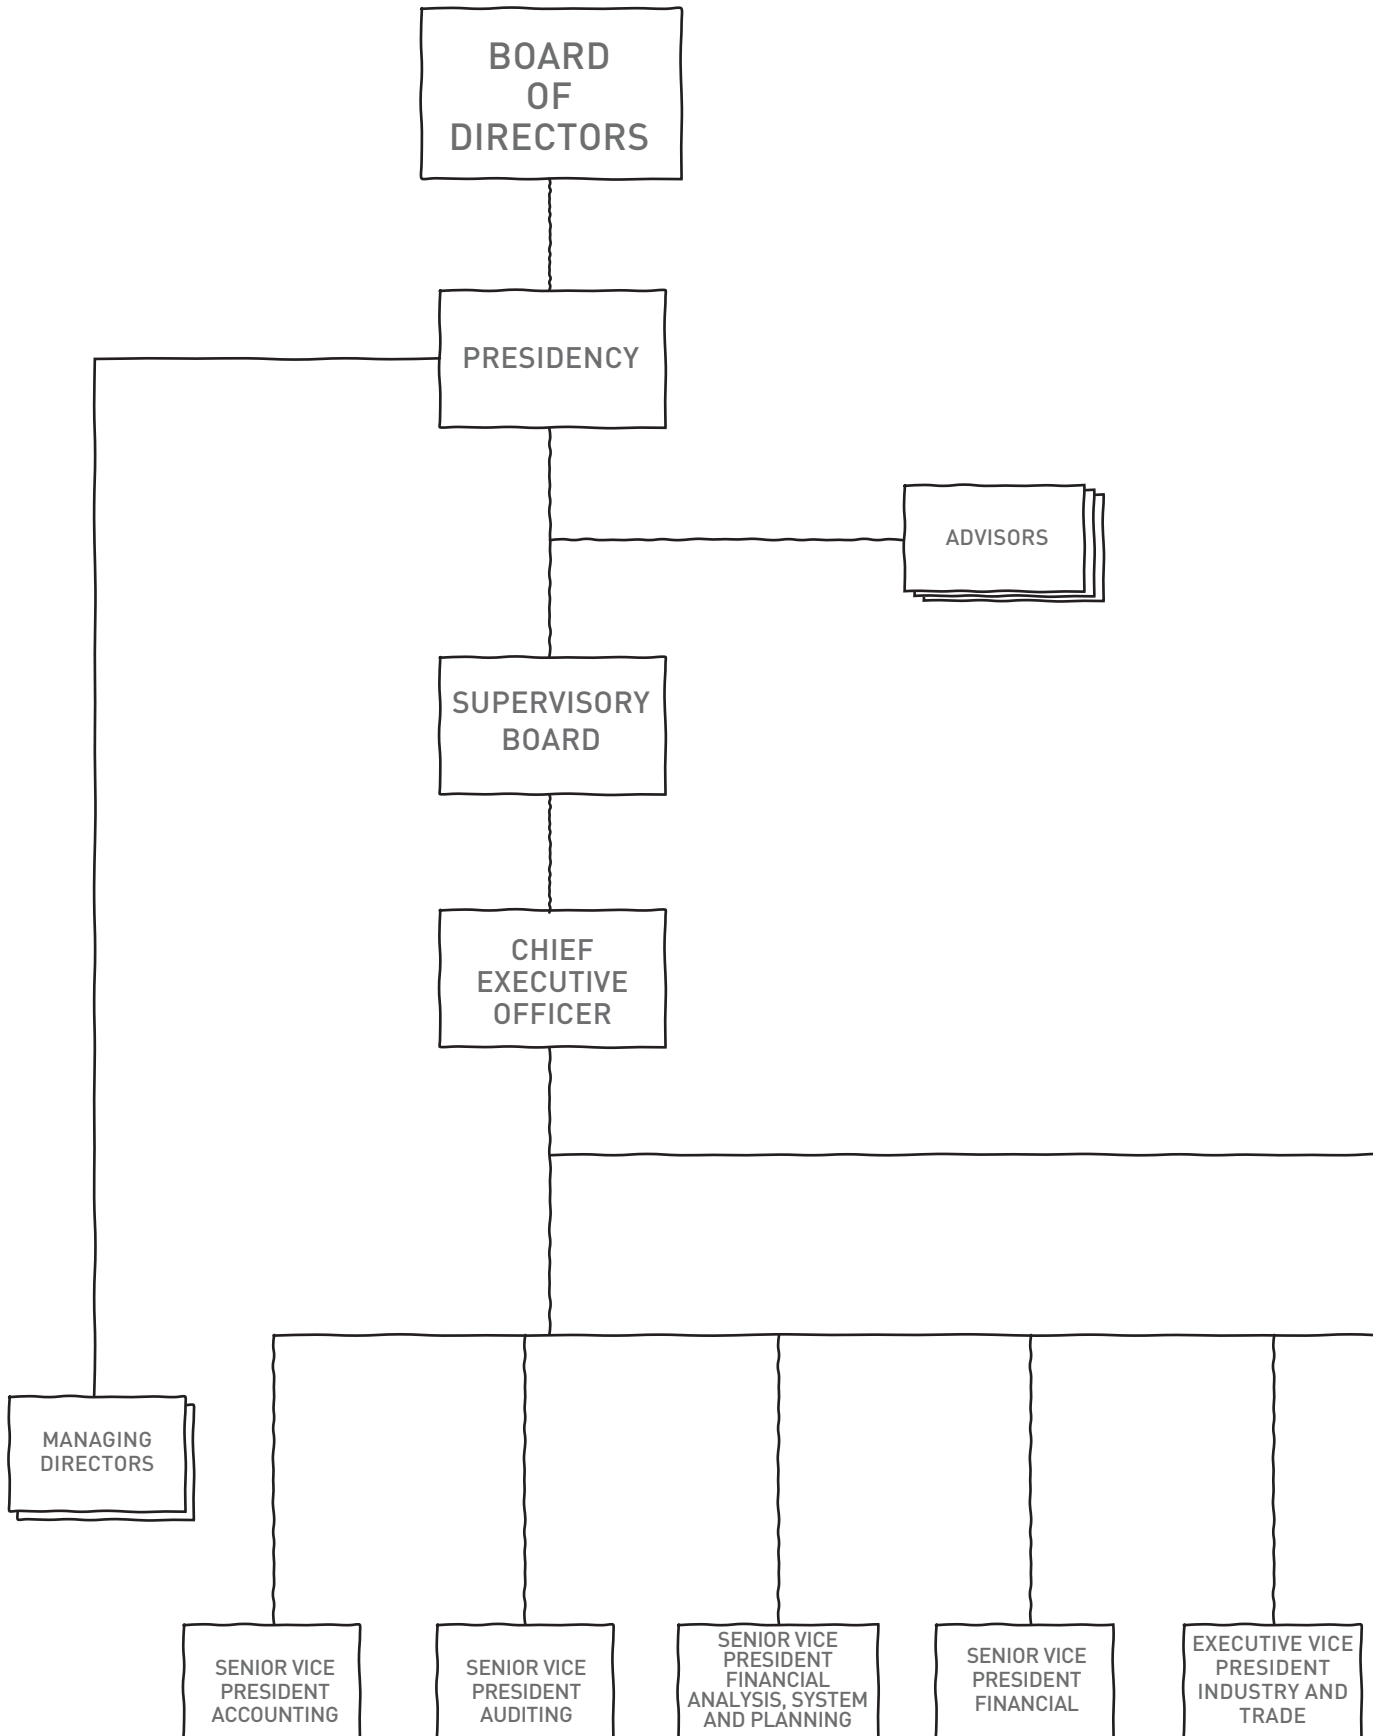 BOARD
OF
DIRECTORS
PRESIDENCY
ADVISORS
SUPERVISORY
BOARD
CHIEF
EXECUTIVE
OFFICER
MANAGING
DIRECTORS
SENIOR VICE
PRESIDENT
ACCOUNTING
SENIOR VICE
PRESIDENT
AUDITING
SENIOR VICE
PRESIDENT
FINANCIAL
ANALYSIS, SYSTEM
AND PLANNING
SENIOR VICE
PRESIDENT
FINANCIAL
EXECUTIVE VICE
PRESIDENT
INDUSTRY AND
TRADE